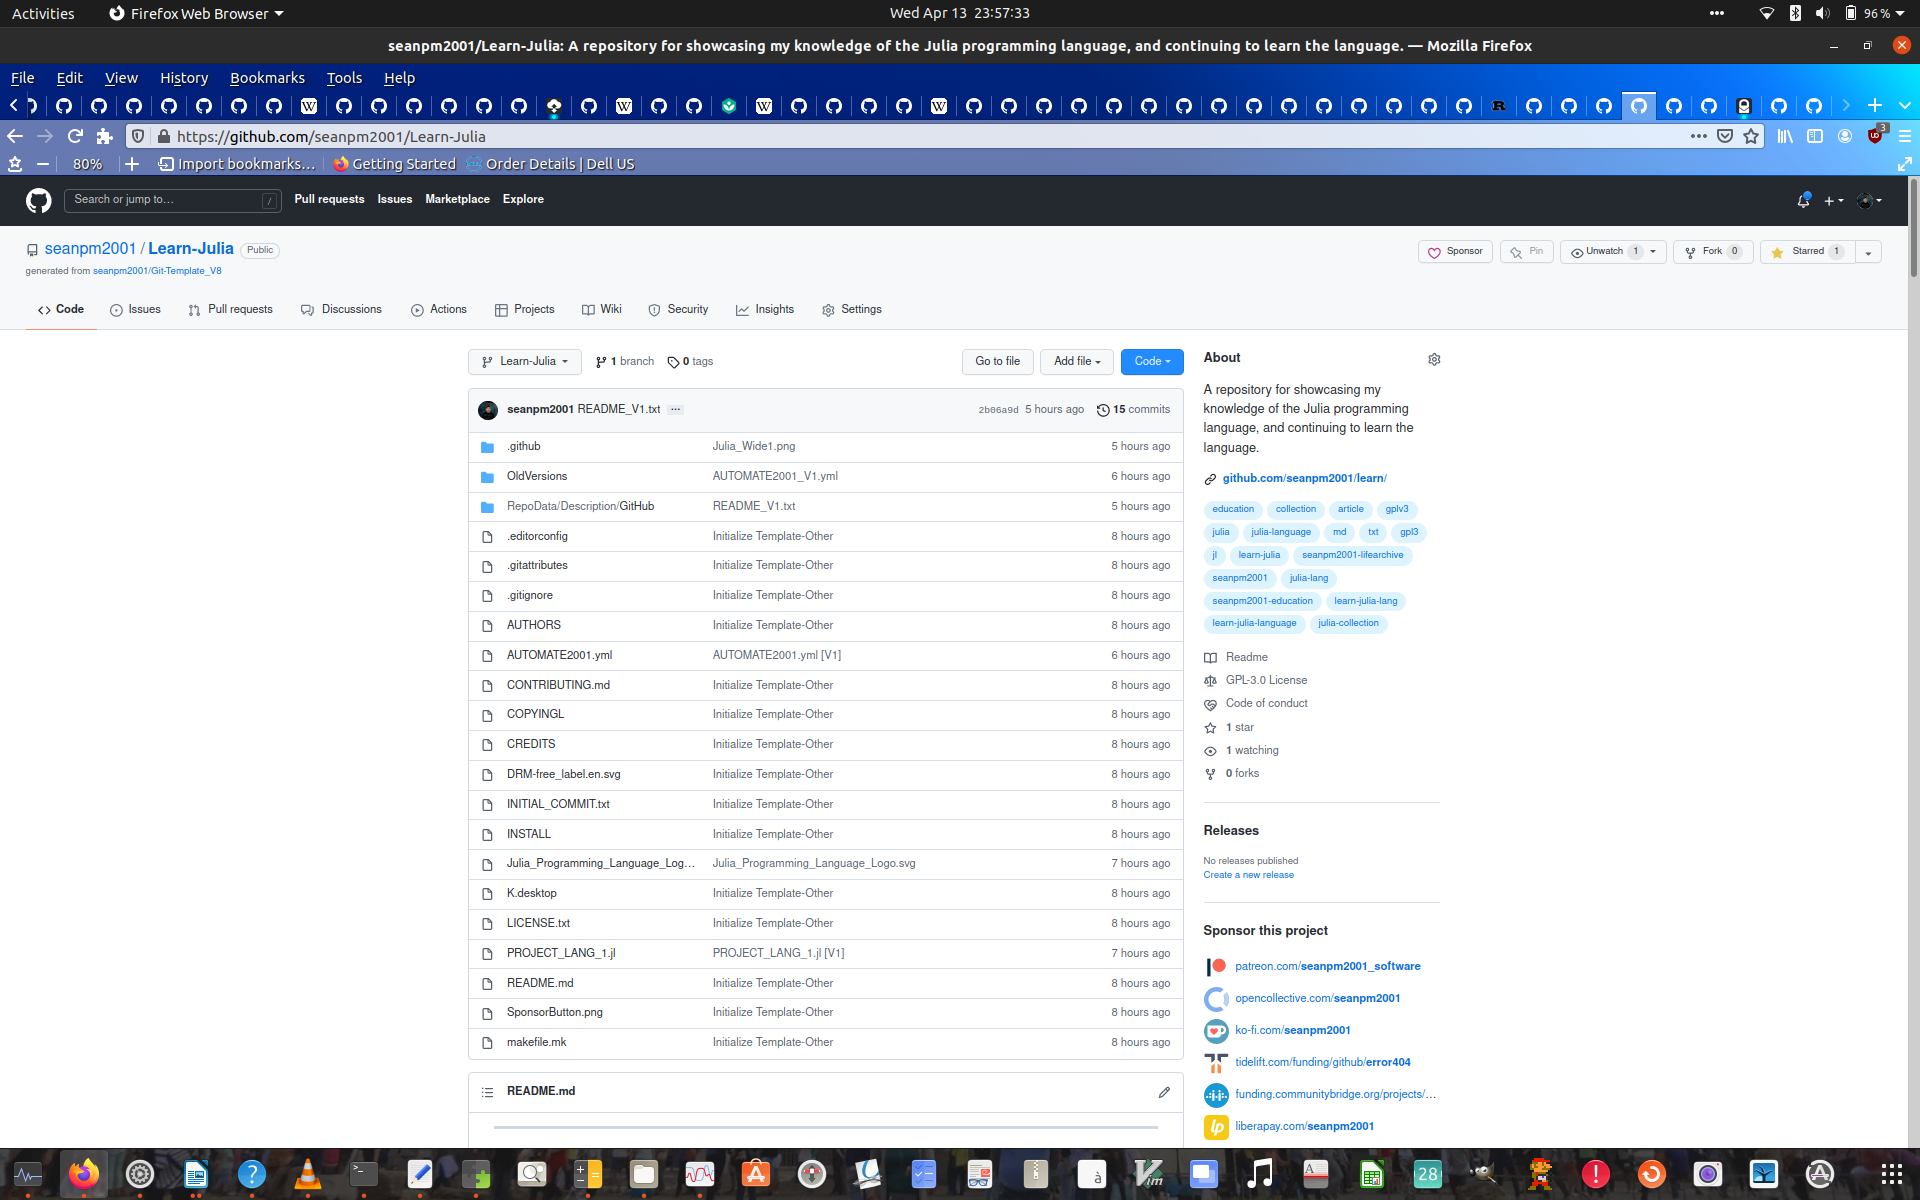 Activities Firefox Web Browser Wed Apr 13 23:57:33 96 %
seanpm2001/Learn-Julia: A repository for showcasing my knowledge of the Julia programming language, and continuing to learn the language. — Mozilla Firefox
File Edit View History Bookmarks Tools Help
https://github.com/seanpm2001/Learn-Julia 3
80% Import bookmarks... Getting Started Order Details | Dell US
Search or jump to... / Pull requests Issues Marketplace Explore
seanpm2001 / Learn-Julia Public Sponsor Pin Unwatch 1 Fork 0 Starred 1
generated from seanpm2001/Git-Template_V8
Code Issues Pull requests Discussions Actions Projects Wiki Security Insights Settings
Learn-Julia 1 branch 0 tags Go to file Add file Code
seanpm2001 README_V1.txt ... 2b06a9d 5 hours ago 15 commits
.github Julia_Wide1.png 5 hours ago
OldVersions AUTOMATE2001_V1.yml 6 hours ago
RepoData/Description/GitHub README_V1.txt 5 hours ago
.editorconfig Initialize Template-Other 8 hours ago
.gitattributes Initialize Template-Other 8 hours ago
.gitignore Initialize Template-Other 8 hours ago
AUTHORS Initialize Template-Other 8 hours ago
AUTOMATE2001.yml AUTOMATE2001.yml [V1] 6 hours ago
CONTRIBUTING.md Initialize Template-Other 8 hours ago
COPYINGL Initialize Template-Other 8 hours ago
CREDITS Initialize Template-Other 8 hours ago
DRM-free_label.en.svg Initialize Template-Other 8 hours ago
INITIAL_COMMIT.txt Initialize Template-Other 8 hours ago
INSTALL Initialize Template-Other 8 hours ago
Julia_Programming_Language_Log... Julia_Programming_Language_Logo.svg 7 hours ago
K.desktop Initialize Template-Other 8 hours ago
LICENSE.txt Initialize Template-Other 8 hours ago
PROJECT_LANG_1.jl PROJECT_LANG_1.jl [V1] 7 hours ago
README.md Initialize Template-Other 8 hours ago
SponsorButton.png Initialize Template-Other 8 hours ago
makefile.mk Initialize Template-Other 8 hours ago
README.md
About
A repository for showcasing my
knowledge of the Julia programming
language, and continuing to learn the
language.
github.com/seanpm2001/learn/
education collection article gplv3
julia julia-language md txt gpl3
jl learn-julia seanpm2001-lifearchive
seanpm2001 julia-lang
seanpm2001-education learn-julia-lang
learn-julia-language julia-collection
Readme
GPL-3.0 License
Code of conduct
1 star
1 watching
0 forks
Releases
No releases published
Create a new release
Sponsor this project
patreon.com/seanpm2001_software
opencollective.com/seanpm2001
ko-fi.com/seanpm2001
tidelift.com/funding/github/error404
funding.communitybridge.org/projects/...
liberapay.com/seanpm2001
28